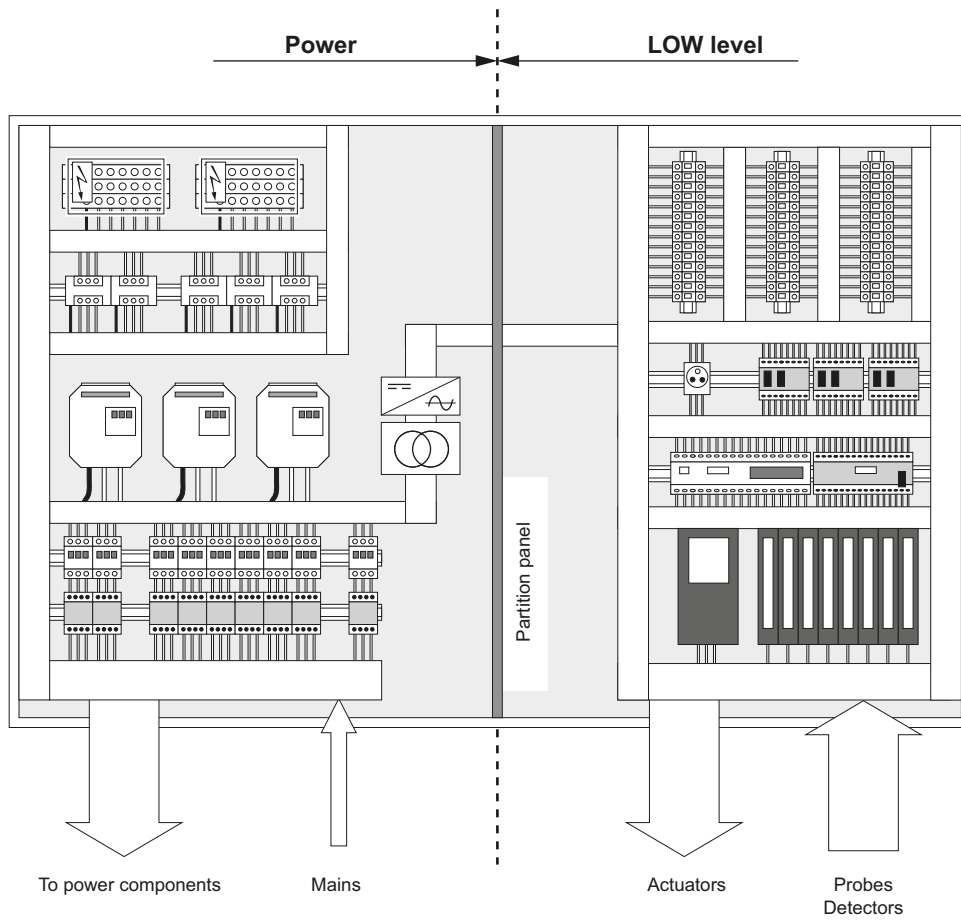 Power
LOW level
Partition panel
To power components
Mains
Actuators
Probes
Detectors